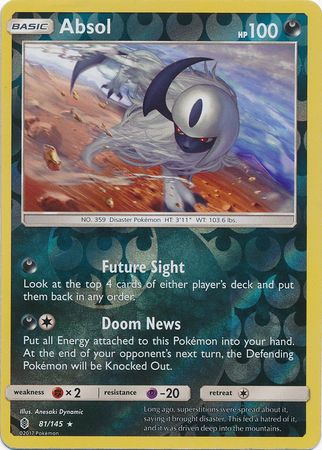 BASIC Absol HP 100
NO. 359 Disaster Pokémon HT: 3'11" WT: 103.6 lbs.
Future Sight
Look at the top 4 cards of either player's deck and put
them back in any order.
Doom News
Put all Energy attached to this Pokémon into your hand.
At the end of your opponent's next turn, the Defending
Pokémon will be Knocked Out.
weakness ×2 resistance -20 retreat
Illus. Anesaki Dynamic
81/145 ★
©2017 Pokémon
Long ago, superstitions were spread about it,
saying it brought disaster. This fed a hatred of it,
and it was driven deep into the mountains.